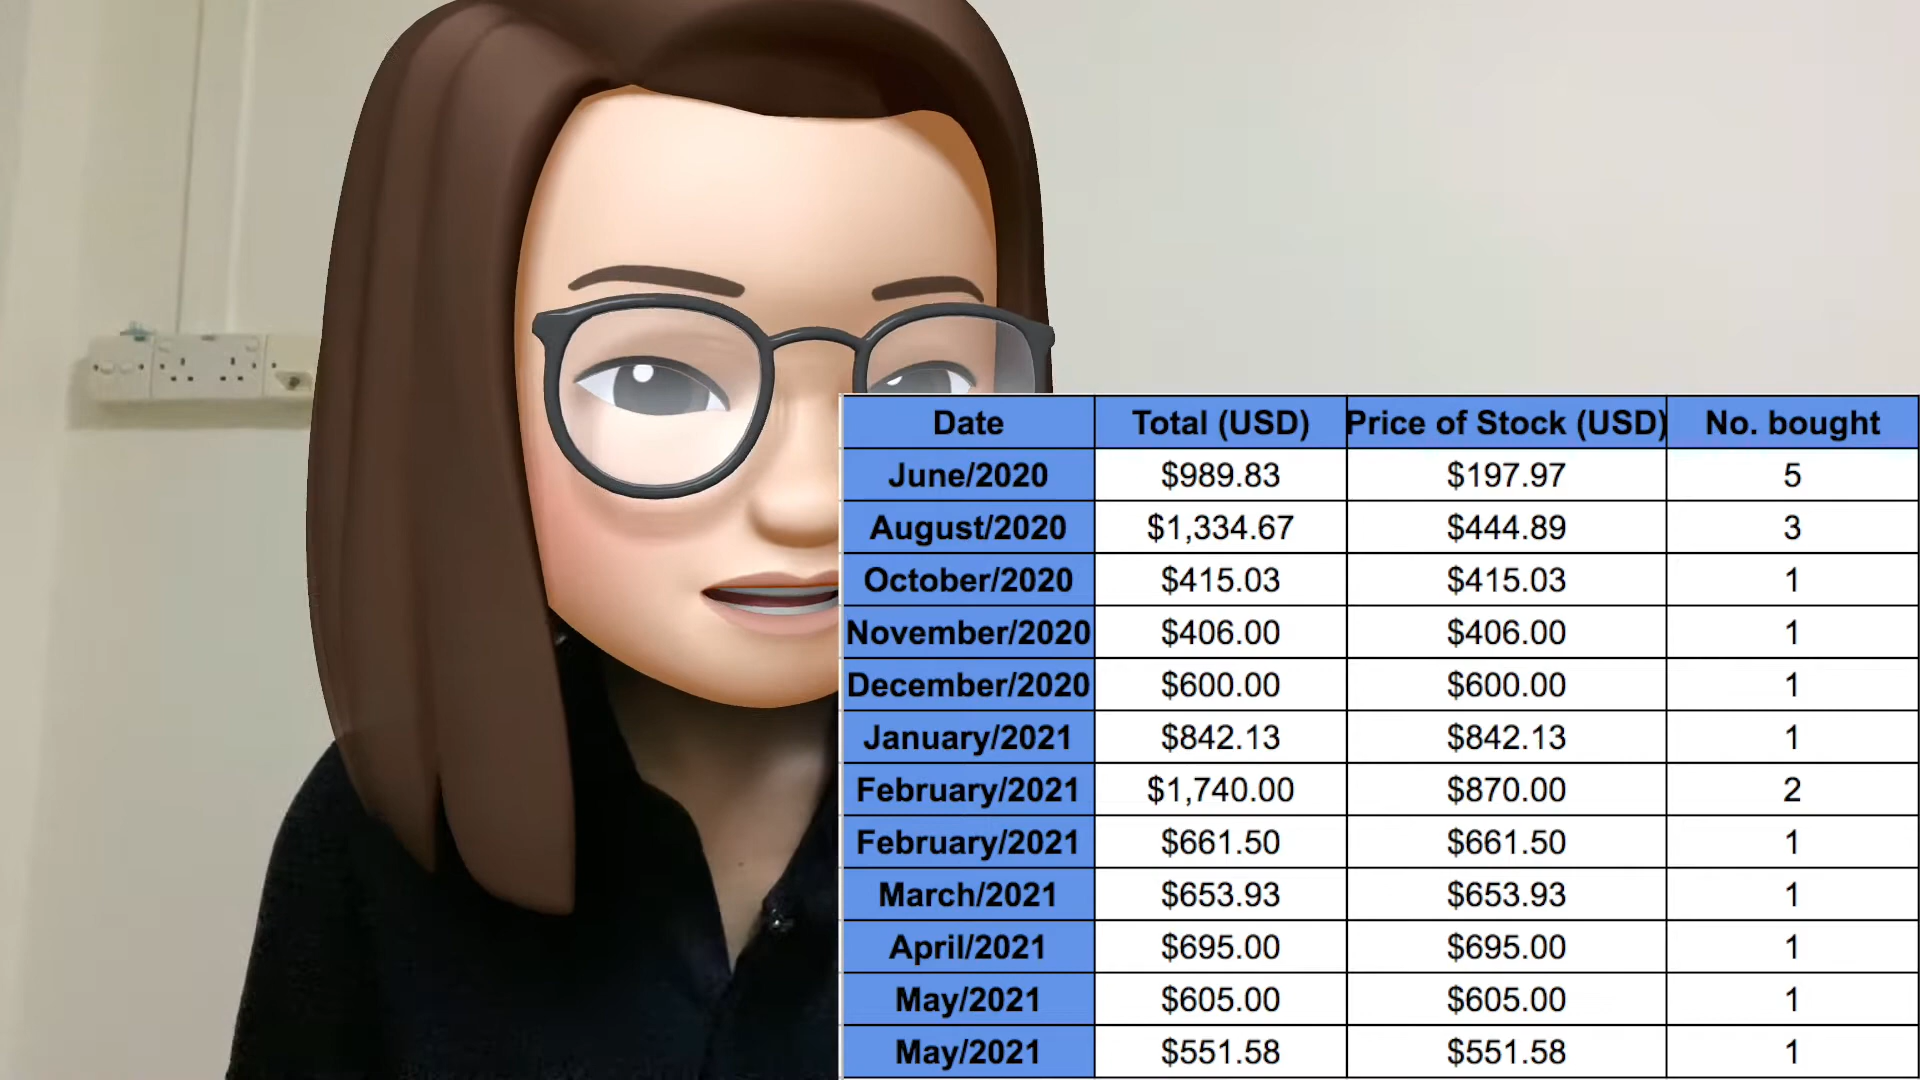 Date Total (USD) Price of Stock (USD) No. bought
June/2020 $989.83 $197.97 5
August/2020 $1,334.67 $444.89 3
October/2020 $415.03 $415.03 1
November/2020 $406.00 $406.00 1
December/2020 $600.00 $600.00 1
January/2021 $842.13 $842.13 1
February/2021 $1,740.00 $870.00 2
February/2021 $661.50 $661.50 1
March/2021 $653.93 $653.93 1
April/2021 $695.00 $695.00 1
May/2021 $605.00 $605.00 1
May/2021 $551.58 $551.58 1